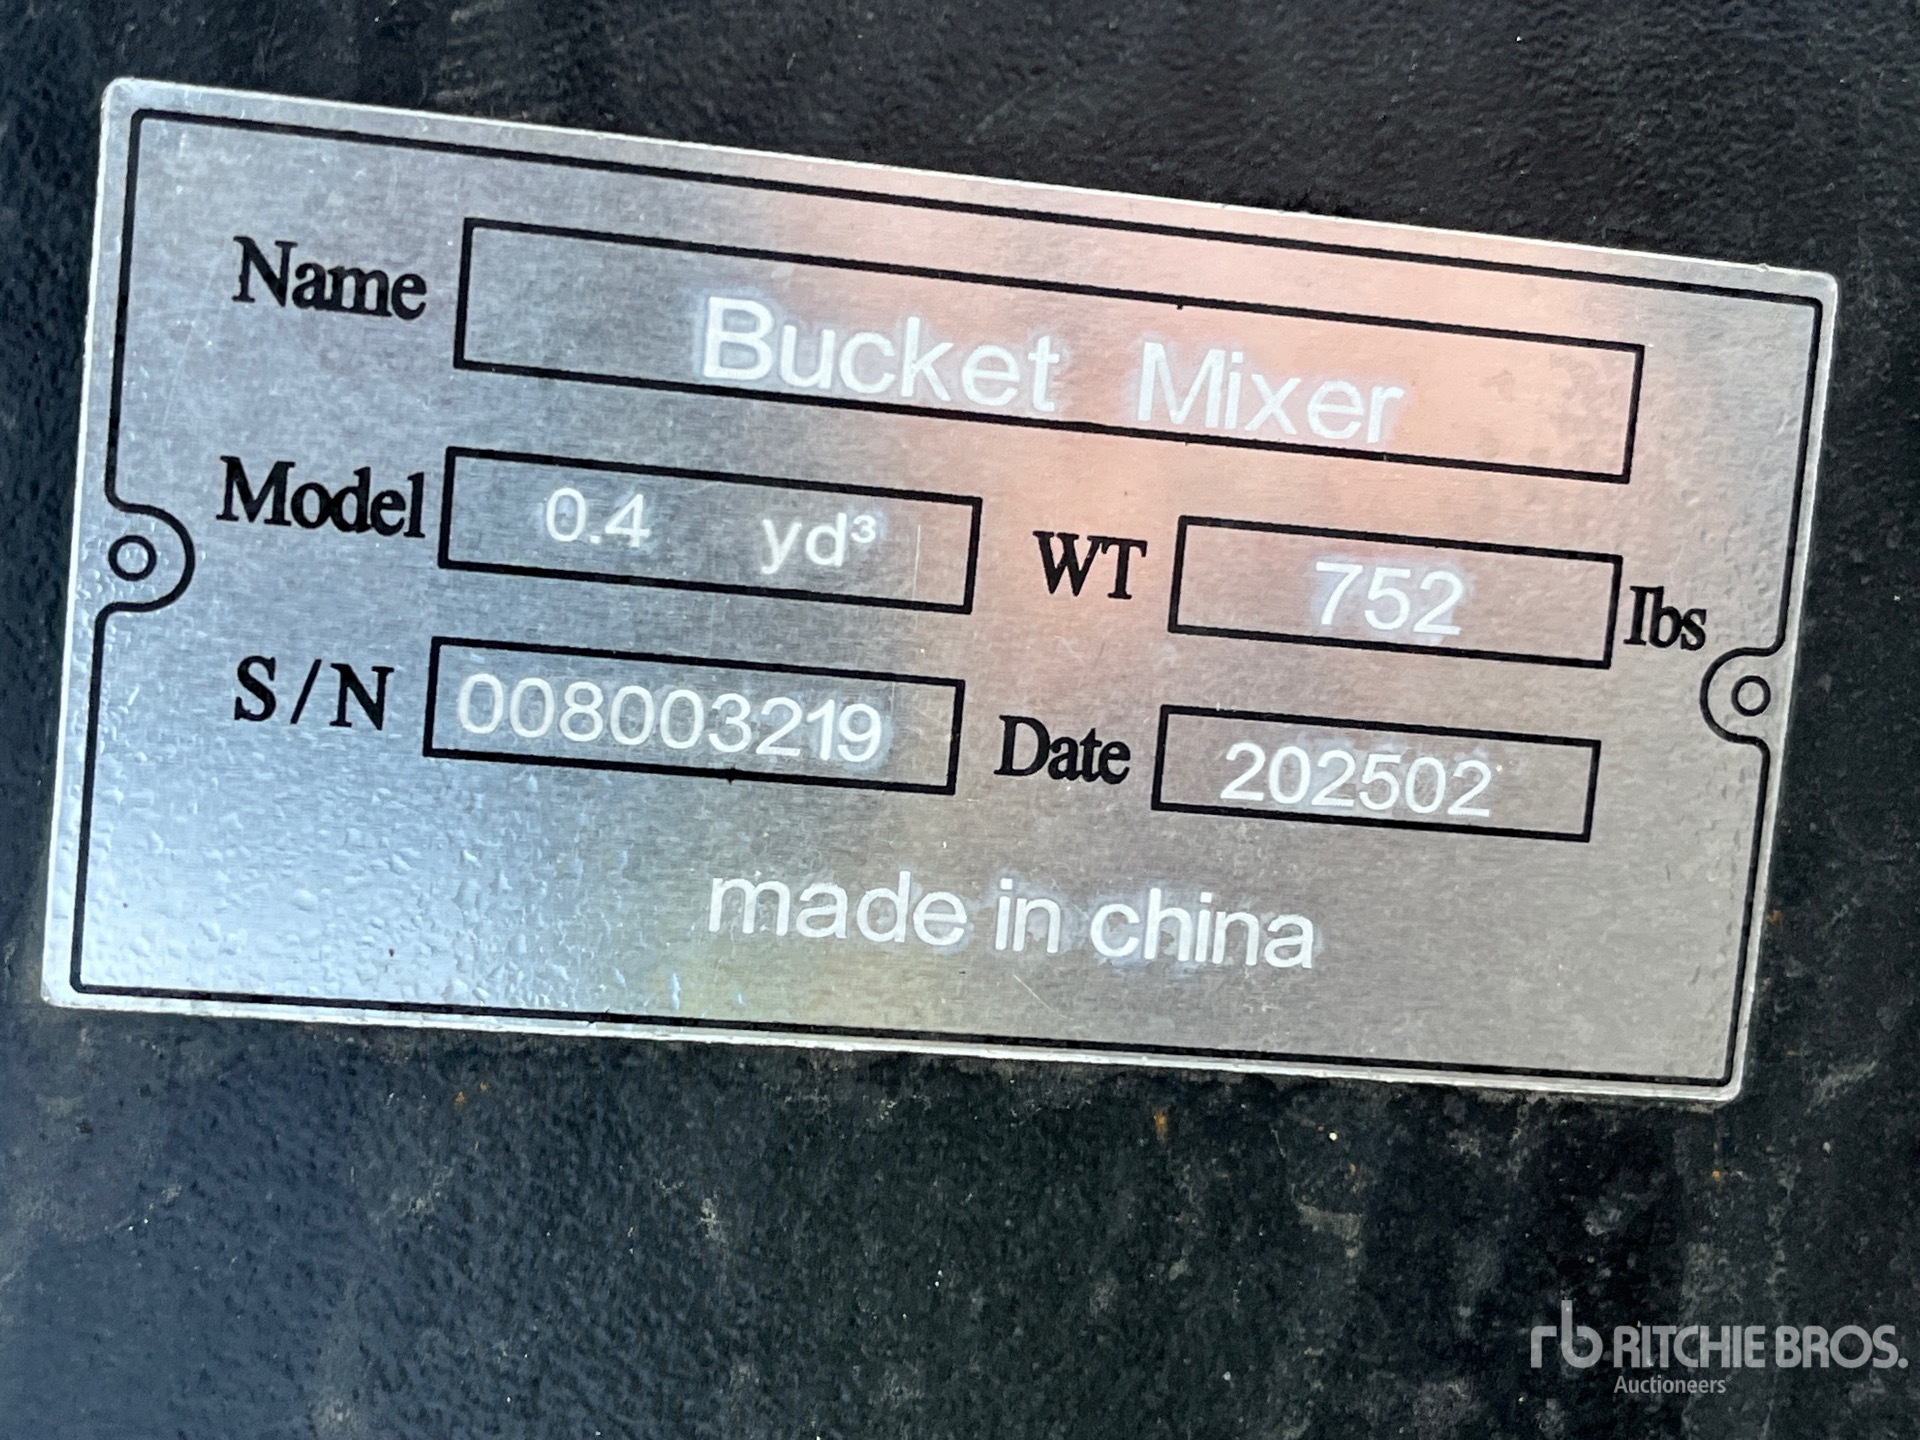 Name Bucket Mixer
Model 0.4 yd³ WT 752 lbs
S/N 008003219 Date 202502
made in china
rb RITCHIE BROS.
Auctioneers